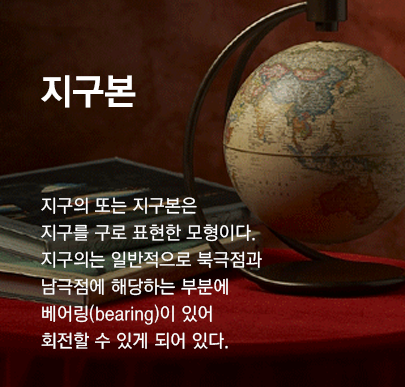 지구본
지구의 또는 지구본은
지구를 구로 표현한 모형이다.
지구의는 일반적으로 북극점과
남극점에 해당하는 부분에
베어링(bearing)이 있어
회전할 수 있게 되어 있다.